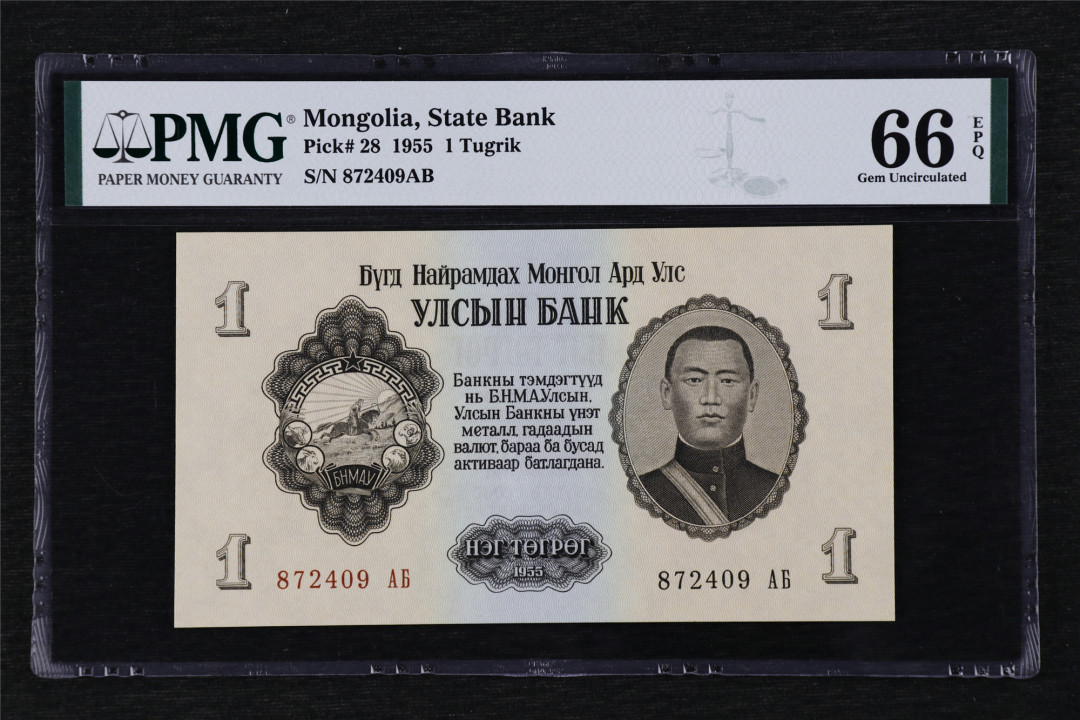 PMG®
PAPER MONEY GUARANTY
Mongolia, State Bank
Pick# 28 1955 1 Tugrik
S/N 872409AB
66
EPQ
Gem Uncirculated
Бүгд Найрамдах Монгол Ард Улс
УЛСЫН БАНК
1
1
Банкны тэмдэгтүүд
нь Б.Н.М.А.Улсын,
Улсын Банкны үнэт
металл, гадаадын
валют, бараа ба бусад
активаар батлагдана.
БНМАУ
НЭГ ТӨГРӨГ
1955
1
872409 АБ
872409 АБ
1